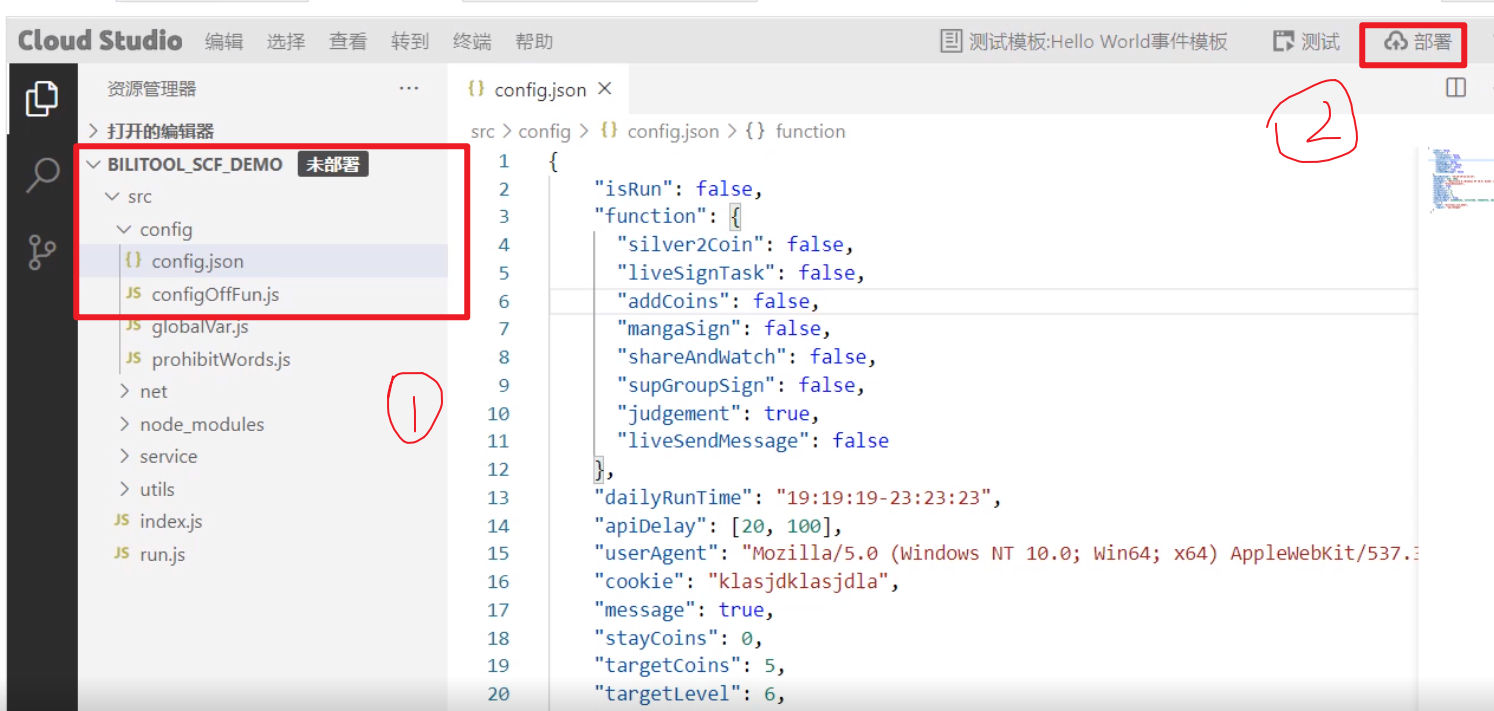 Cloud Studio 编辑 选择 查看 转到 终端 帮助 测试模板:Hello World事件模板 测试 部署
资源管理器 ···
打开的编辑器
BILITOOL_SCF_DEMO 未部署
src
config
{} config.json
JS configOffFun.js
JS globalVar.js
JS prohibitWords.js
net
node_modules
service
utils
JS index.js
JS run.js
1
2
{} config.json ×
src > config > {} config.json > {} function
1 {
2 "isRun": false,
3 "function": {
4 "silver2Coin": false,
5 "liveSignTask": false,
6 "addCoins": false,
7 "mangaSign": false,
8 "shareAndWatch": false,
9 "supGroupSign": false,
10 "judgement": true,
11 "liveSendMessage": false
12 },
13 "dailyRunTime": "19:19:19-23:23:23",
14 "apiDelay": [20, 100],
15 "userAgent": "Mozilla/5.0 (Windows NT 10.0; Win64; x64) AppleWebKit/537.3
16 "cookie": "klasjdklasjdla",
17 "message": true,
18 "stayCoins": 0,
19 "targetCoins": 5,
20 "targetLevel": 6,